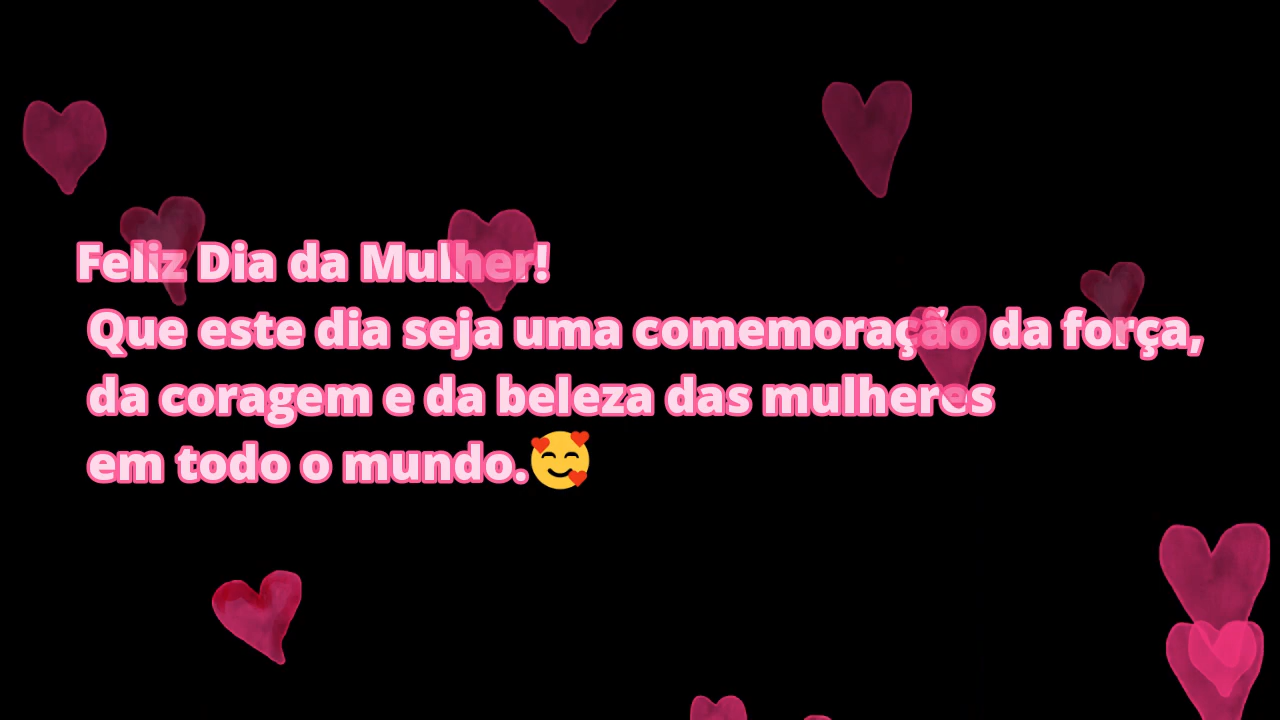 Feliz Dia da Mulher!
Que este dia seja uma comemoração da força,
da coragem e da beleza das mulheres
em todo o mundo.🥰